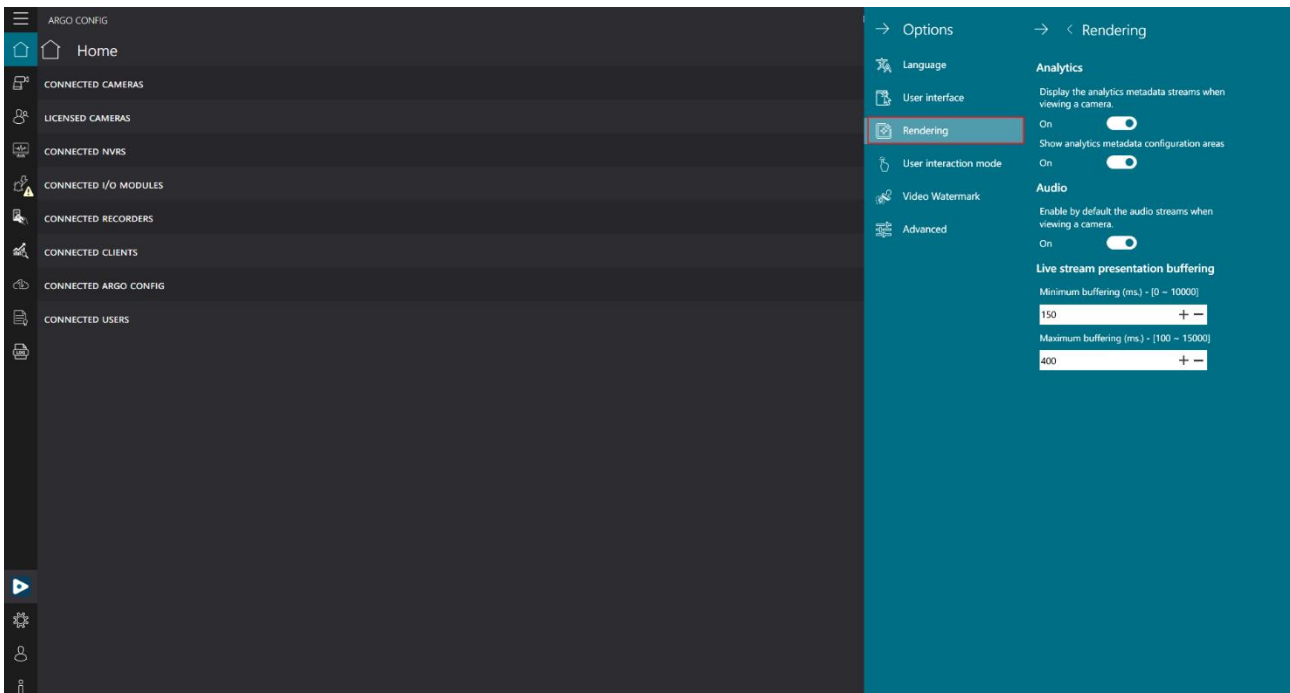 ARGO CONFIG
Home
CONNECTED CAMERAS
LICENSED CAMERAS
CONNECTED NVRS
CONNECTED I/O MODULES
CONNECTED RECORDERS
CONNECTED CLIENTS
CONNECTED ARGO CONFIG
CONNECTED USERS
Options
Language
User interface
Rendering
User interaction mode
Video Watermark
Advanced
Rendering
Analytics
Display the analytics metadata streams when
viewing a camera.
On
Show analytics metadata configuration areas
On
Audio
Enable by default the audio streams when
viewing a camera.
On
Live stream presentation buffering
Minimum buffering (ms.) - [0 ~ 10000]
150
Maximum buffering (ms.) - [100 ~ 15000]
400